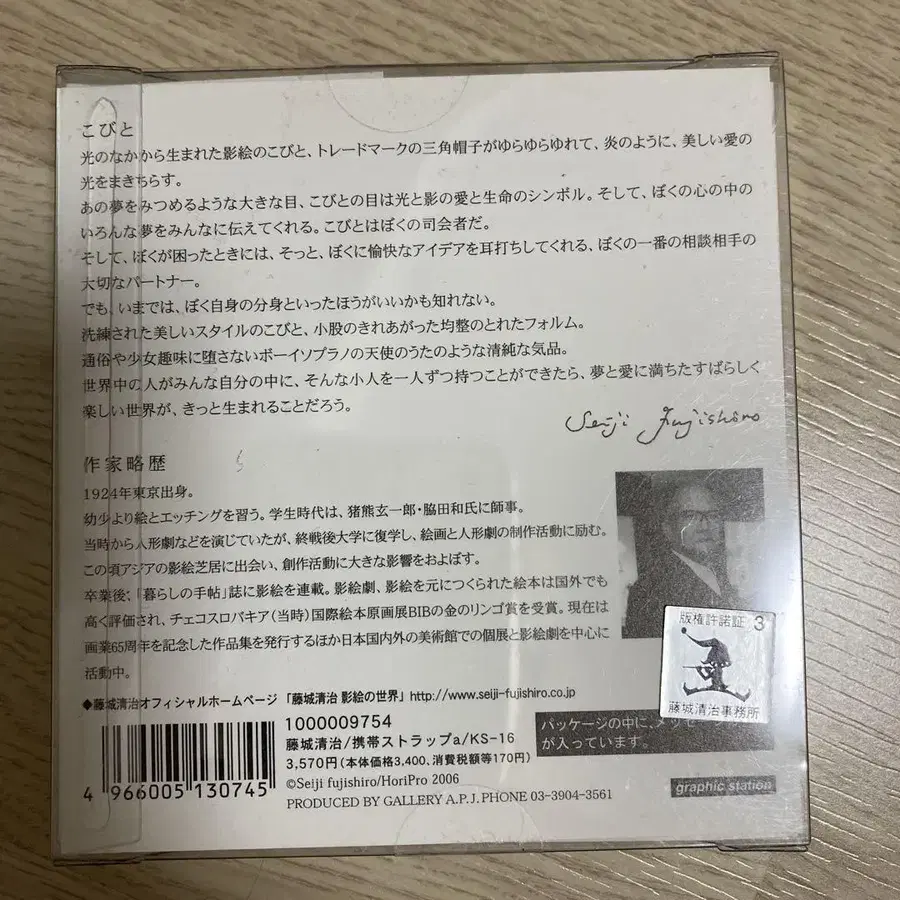 こびと
光のなかから生まれた影絵のこびと、トレードマークの三角帽子がゆらゆらゆれて、炎のように、美しい愛の
光をまきちらす。
あの夢をみつめるような大きな目、こびとの目は光と影の愛と生命のシンボル。そして、ぼくの心の中の
いろんな夢をみんなに伝えてくれる。こびとはぼくの司会者だ。
そして、ぼくが困ったときには、そっと、ぼくに愉快なアイデアを耳打ちしてくれる、ぼくの一番の相談相手の
大切なパートナー。
でも、いまでは、ぼく自身の分身といったほうがいいかも知れない。
洗練された美しいスタイルのこびと、小股のきれあがった均整のとれたフォルム。
通俗や少女趣味に堕さないボーイソプラノの天使のうたのような清純な気品。
世界中の人がみんな自分の中に、そんな小人を一人ずつ持つことができたら、夢と愛に満ちたすばらしく
楽しい世界が、きっと生まれることだろう。
Seiji Fujishiro
作家略歴
1924年東京出身。
幼少より絵とエッチングを習う。学生時代は、猪熊玄一郎・脇田和氏に師事。
当時から人形劇などを演じていたが、終戦後大学に復学し、絵画と人形劇の制作活動に励む。
この頃アジアの影絵芝居に出会い、創作活動に大きな影響をおよぼす。
卒業後、「暮らしの手帖」誌に影絵を連載。影絵劇、影絵を元につくられた絵本は国外でも
高く評価され、チェコスロバキア（当時）国際絵本原画展BIBの金のリンゴ賞を受賞。現在は
画業65周年を記念した作品集を発行するほか日本国内外の美術館での個展と影絵劇を中心に
活動中。
版権許諾証 3
藤城清治事務所
◆藤城清治オフィシャルホームページ「藤城清治 影絵の世界」http://www.seiji-fujishiro.co.jp
パッケージの中に、メッセー
が入っています。
1000009754
藤城清治/携帯ストラップa/KS-16
3,570円(本体価格3,400、消費税額等170円)
©Seiji fujishiro/HoriPro 2006
PRODUCED BY GALLERY A.P.J. PHONE 03-3904-3561
4 966005 130745
graphic station